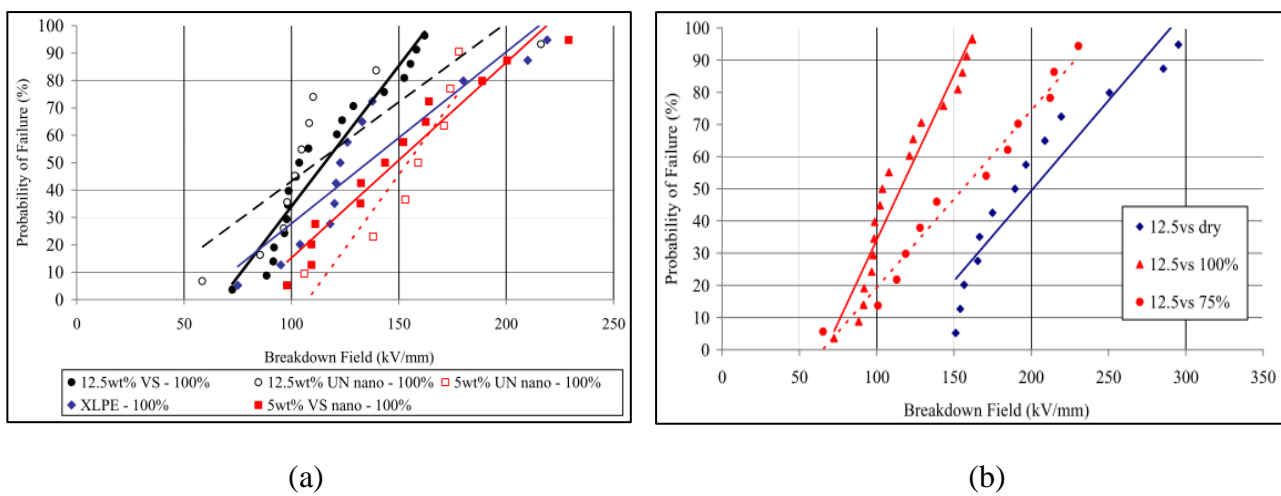 100
90
80
70
60
50
40
30
20
10
0
Probability of Failure (%)
0 50 100 150 200 250
Breakdown Field (kV/mm)
12.5wt% VS - 100% 12.5wt% UN nano - 100% 5wt% UN nano - 100%
XLPE - 100% 5wt% VS nano - 100%
(a)
100
90
80
70
60
50
40
30
20
10
0
Probability of Failure (%)
12.5vs dry
12.5vs 100%
12.5vs 75%
0 50 100 150 200 250 300 350
Breakdown Field (kV/mm)
(b)